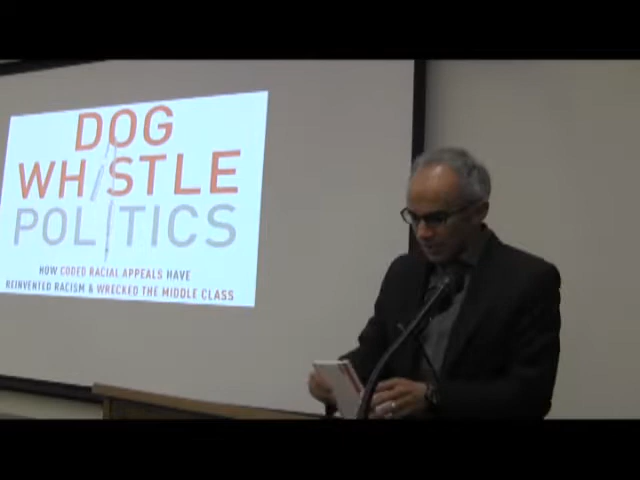 DOG
WHISTLE
POLITICS
HOW CODED RACIAL APPEALS HAVE
REINVENTED RACISM & WRECKED THE MIDDLE CLASS